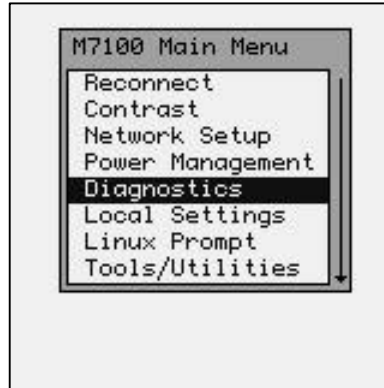 M7100 Main Menu
Reconnect
Contrast
Network Setup
Power Management
Diagnostics
Local Settings
Linux Prompt
Tools/Utilities